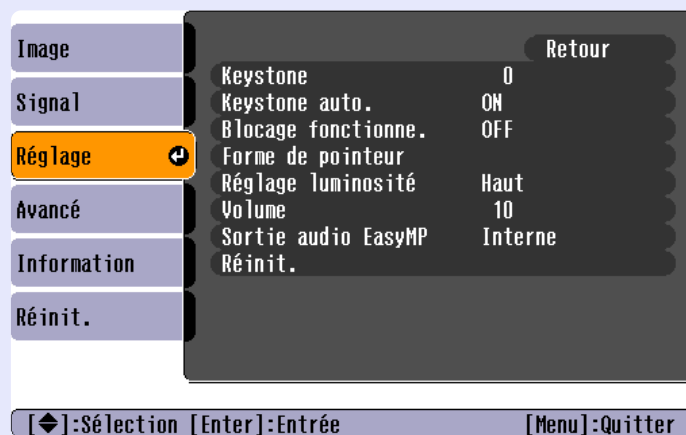 Image
Signal
Réglage
Avancé
Information
Réinit.
Retour
Keystone 0
Keystone auto. ON
Blocage fonctionne. OFF
Forme de pointeur
Réglage luminosité Haut
Volume 10
Sortie audio EasyMP Interne
Réinit.
[◆]:Sélection [Enter]:Entrée [Menu]:Quitter